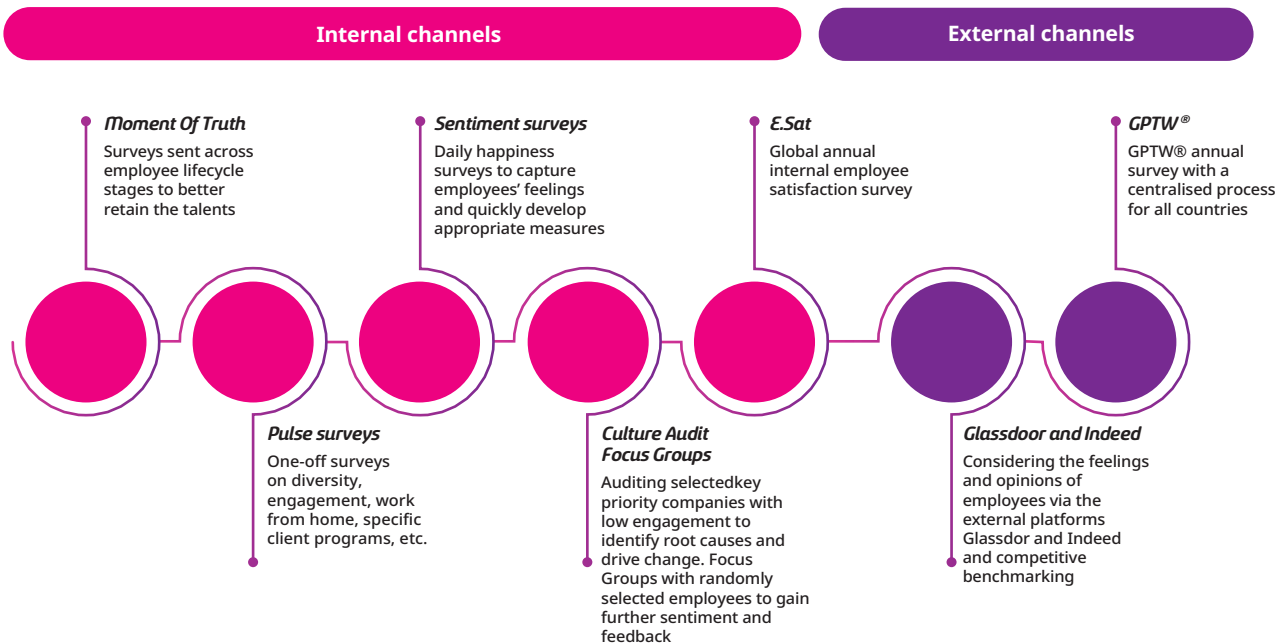 Internal channels
External channels
Moment Of Truth
Surveys sent across
employee lifecycle
stages to better
retain the talents
Pulse surveys
One-off surveys
on diversity,
engagement, work
from home, specific
client programs, etc.
Sentiment surveys
Daily happiness
surveys to capture
employees’ feelings
and quickly develop
appropriate measures
Culture Audit
Focus Groups
Auditing selectedkey
priority companies with
low engagement to
identify root causes and
drive change. Focus
Groups with randomly
selected employees to gain
further sentiment and
feedback
E.Sat
Global annual
internal employee
satisfaction survey
Glassdoor and Indeed
Considering the feelings
and opinions of
employees via the
external platforms
Glassdor and Indeed
and competitive
benchmarking
GPTW ®
GPTW® annual
survey with a
centralised process
for all countries